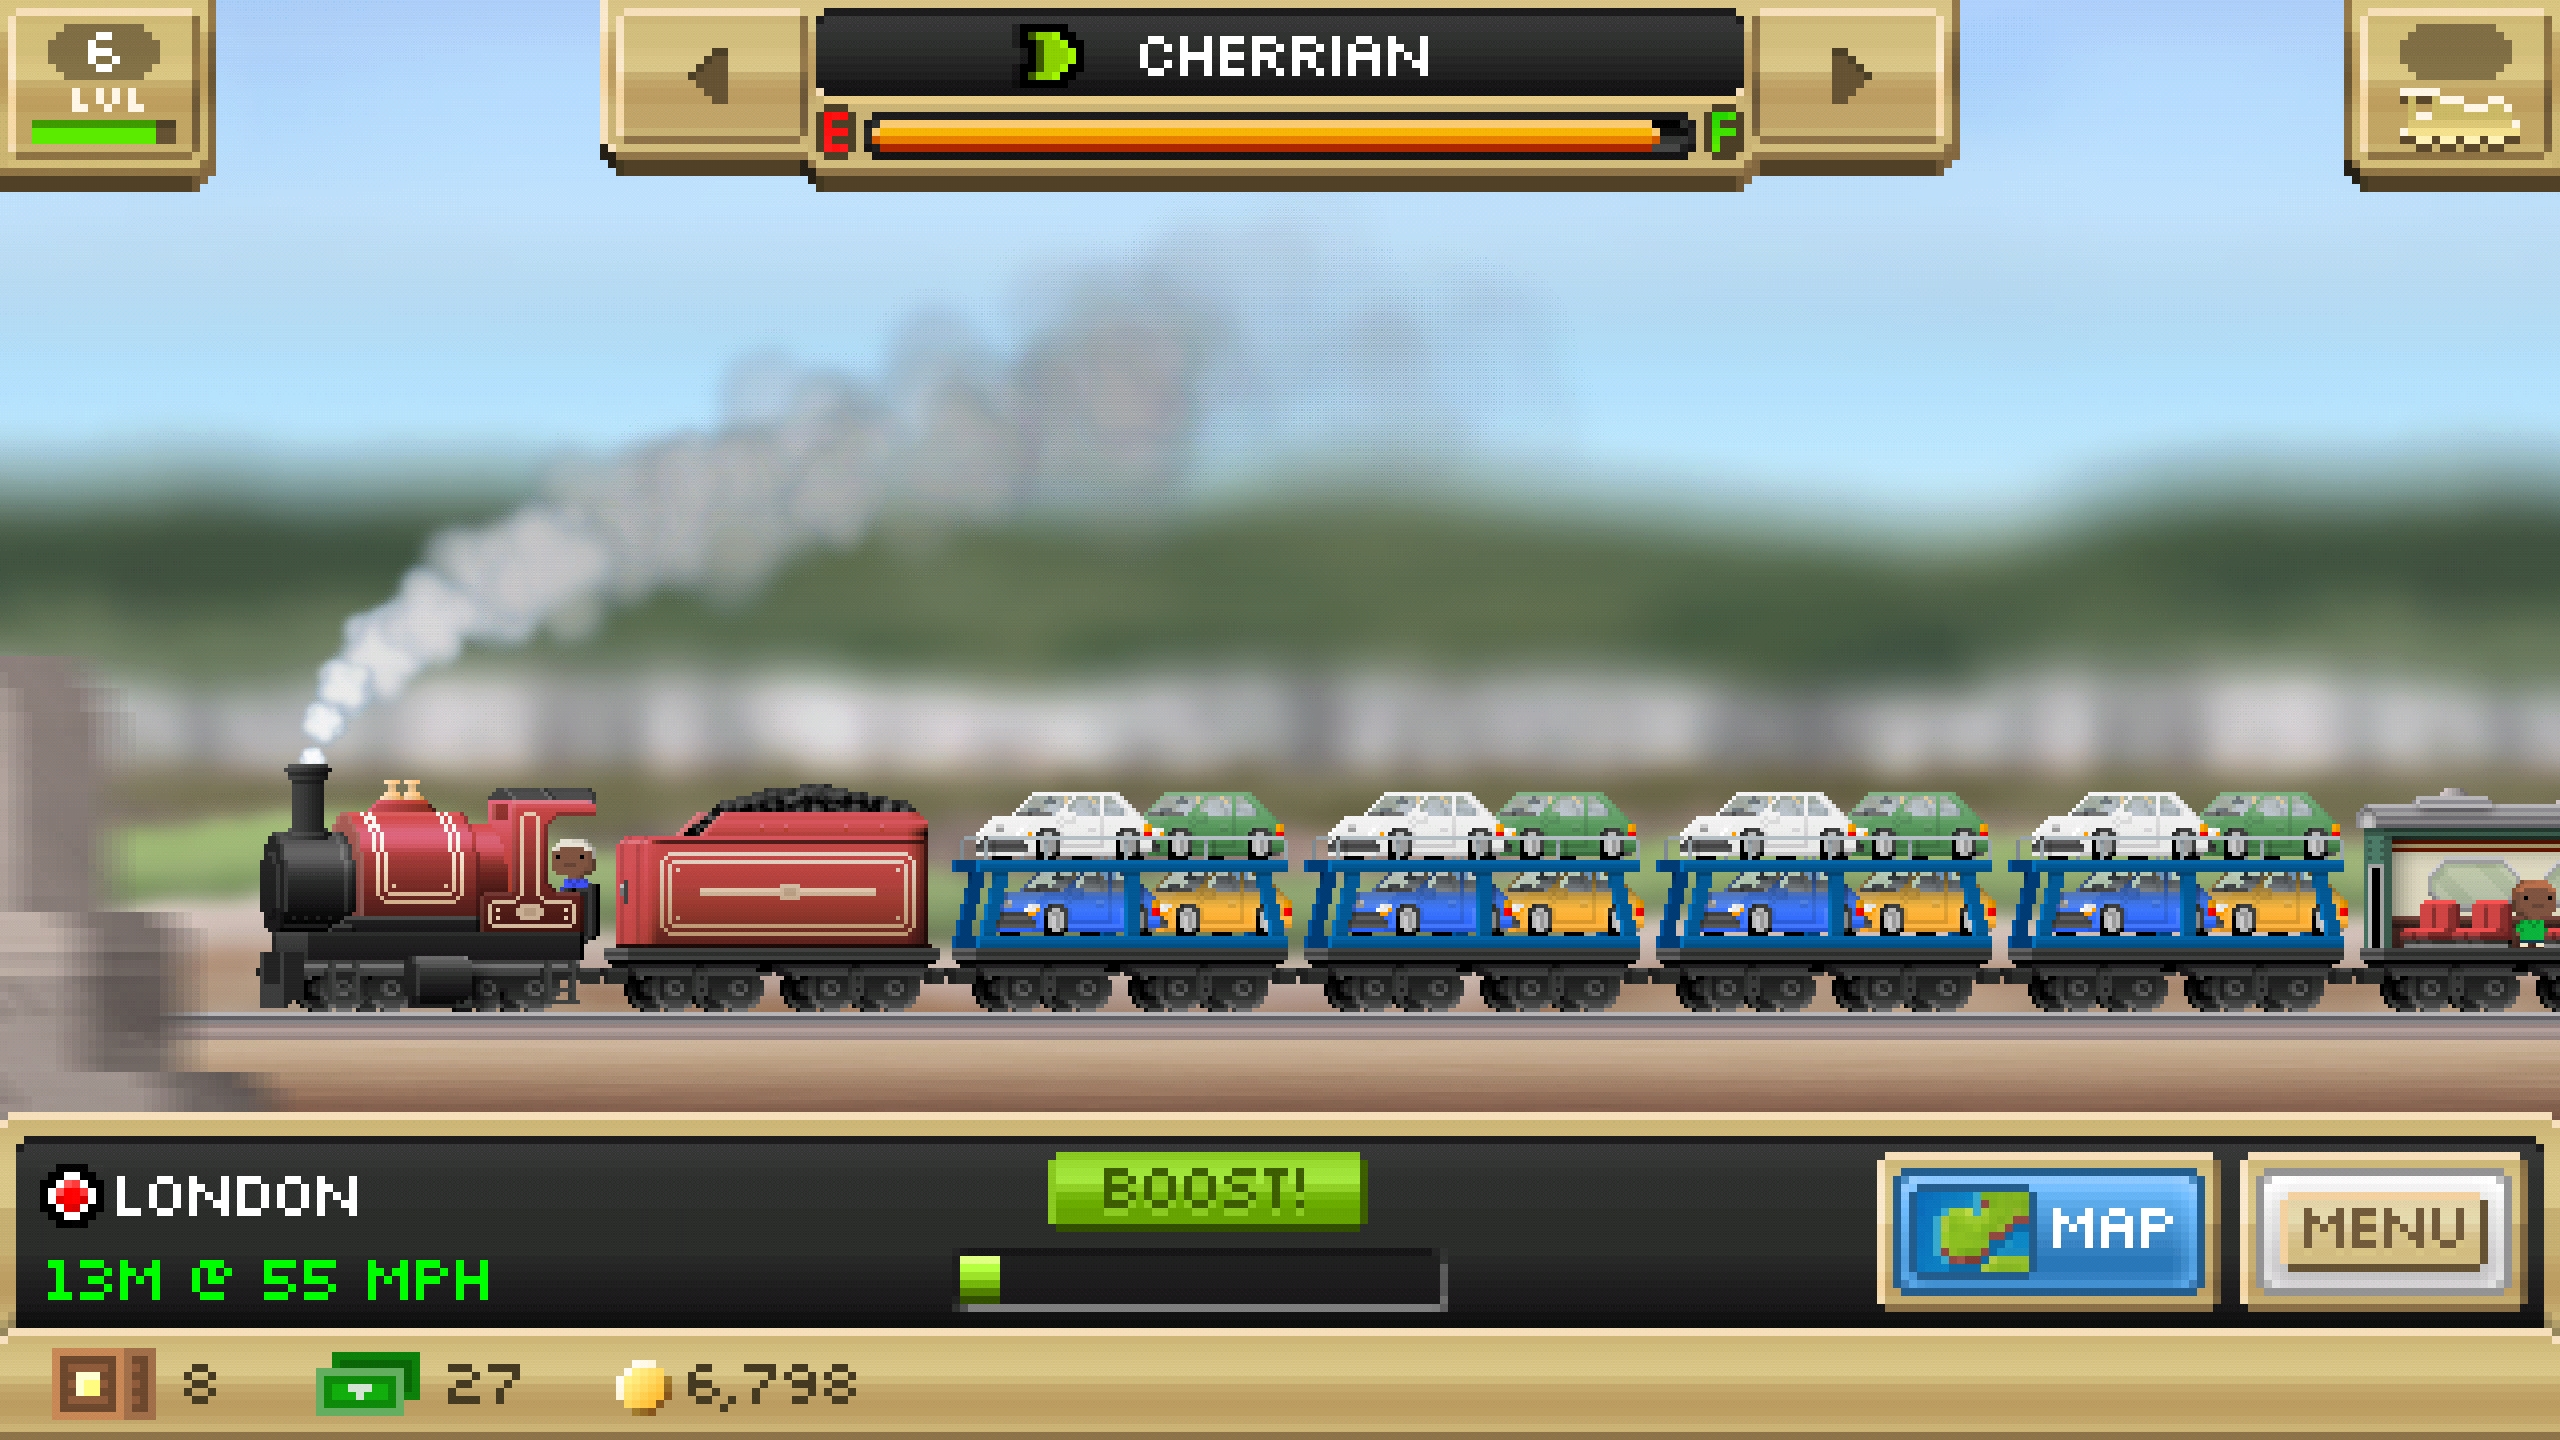 6
LVL
CHERRIAN
E F
LONDON
13M @ 55 MPH
BOOST!
MAP
MENU
8 27 6,798